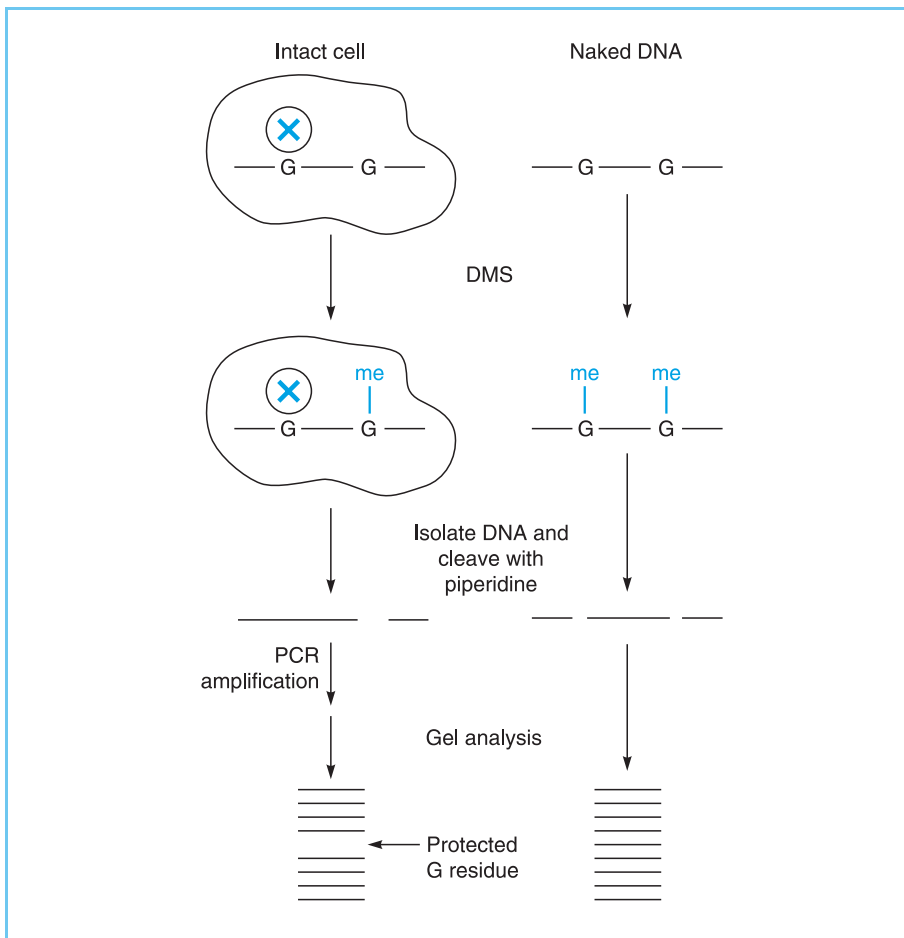 Intact cell
Naked DNA
G G
G G
DMS
me
me me
G G
G G
Isolate DNA and
cleave with
piperidine
PCR
amplification
Gel analysis
Protected
G residue